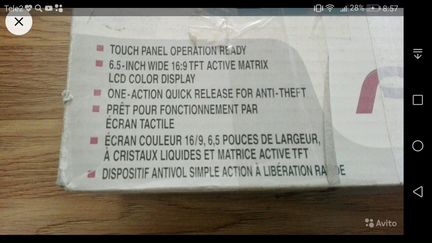 Tele2
28%
8:57
TOUCH PANEL OPERATION READY
6.5-INCH WIDE 16:9 TFT ACTIVE MATRIX
LCD COLOR DISPLAY
ONE-ACTION QUICK RELEASE FOR ANTI-THEFT
PRÊT POUR FONCTIONNEMENT PAR
ÉCRAN TACTILE
ÉCRAN COULEUR 16/9, 6,5 POUCES DE LARGEUR,
À CRISTAUX LIQUIDES ET MATRICE ACTIVE TFT
DISPOSITIF ANTIVOL SIMPLE ACTION À LIBÉRATION
Avito